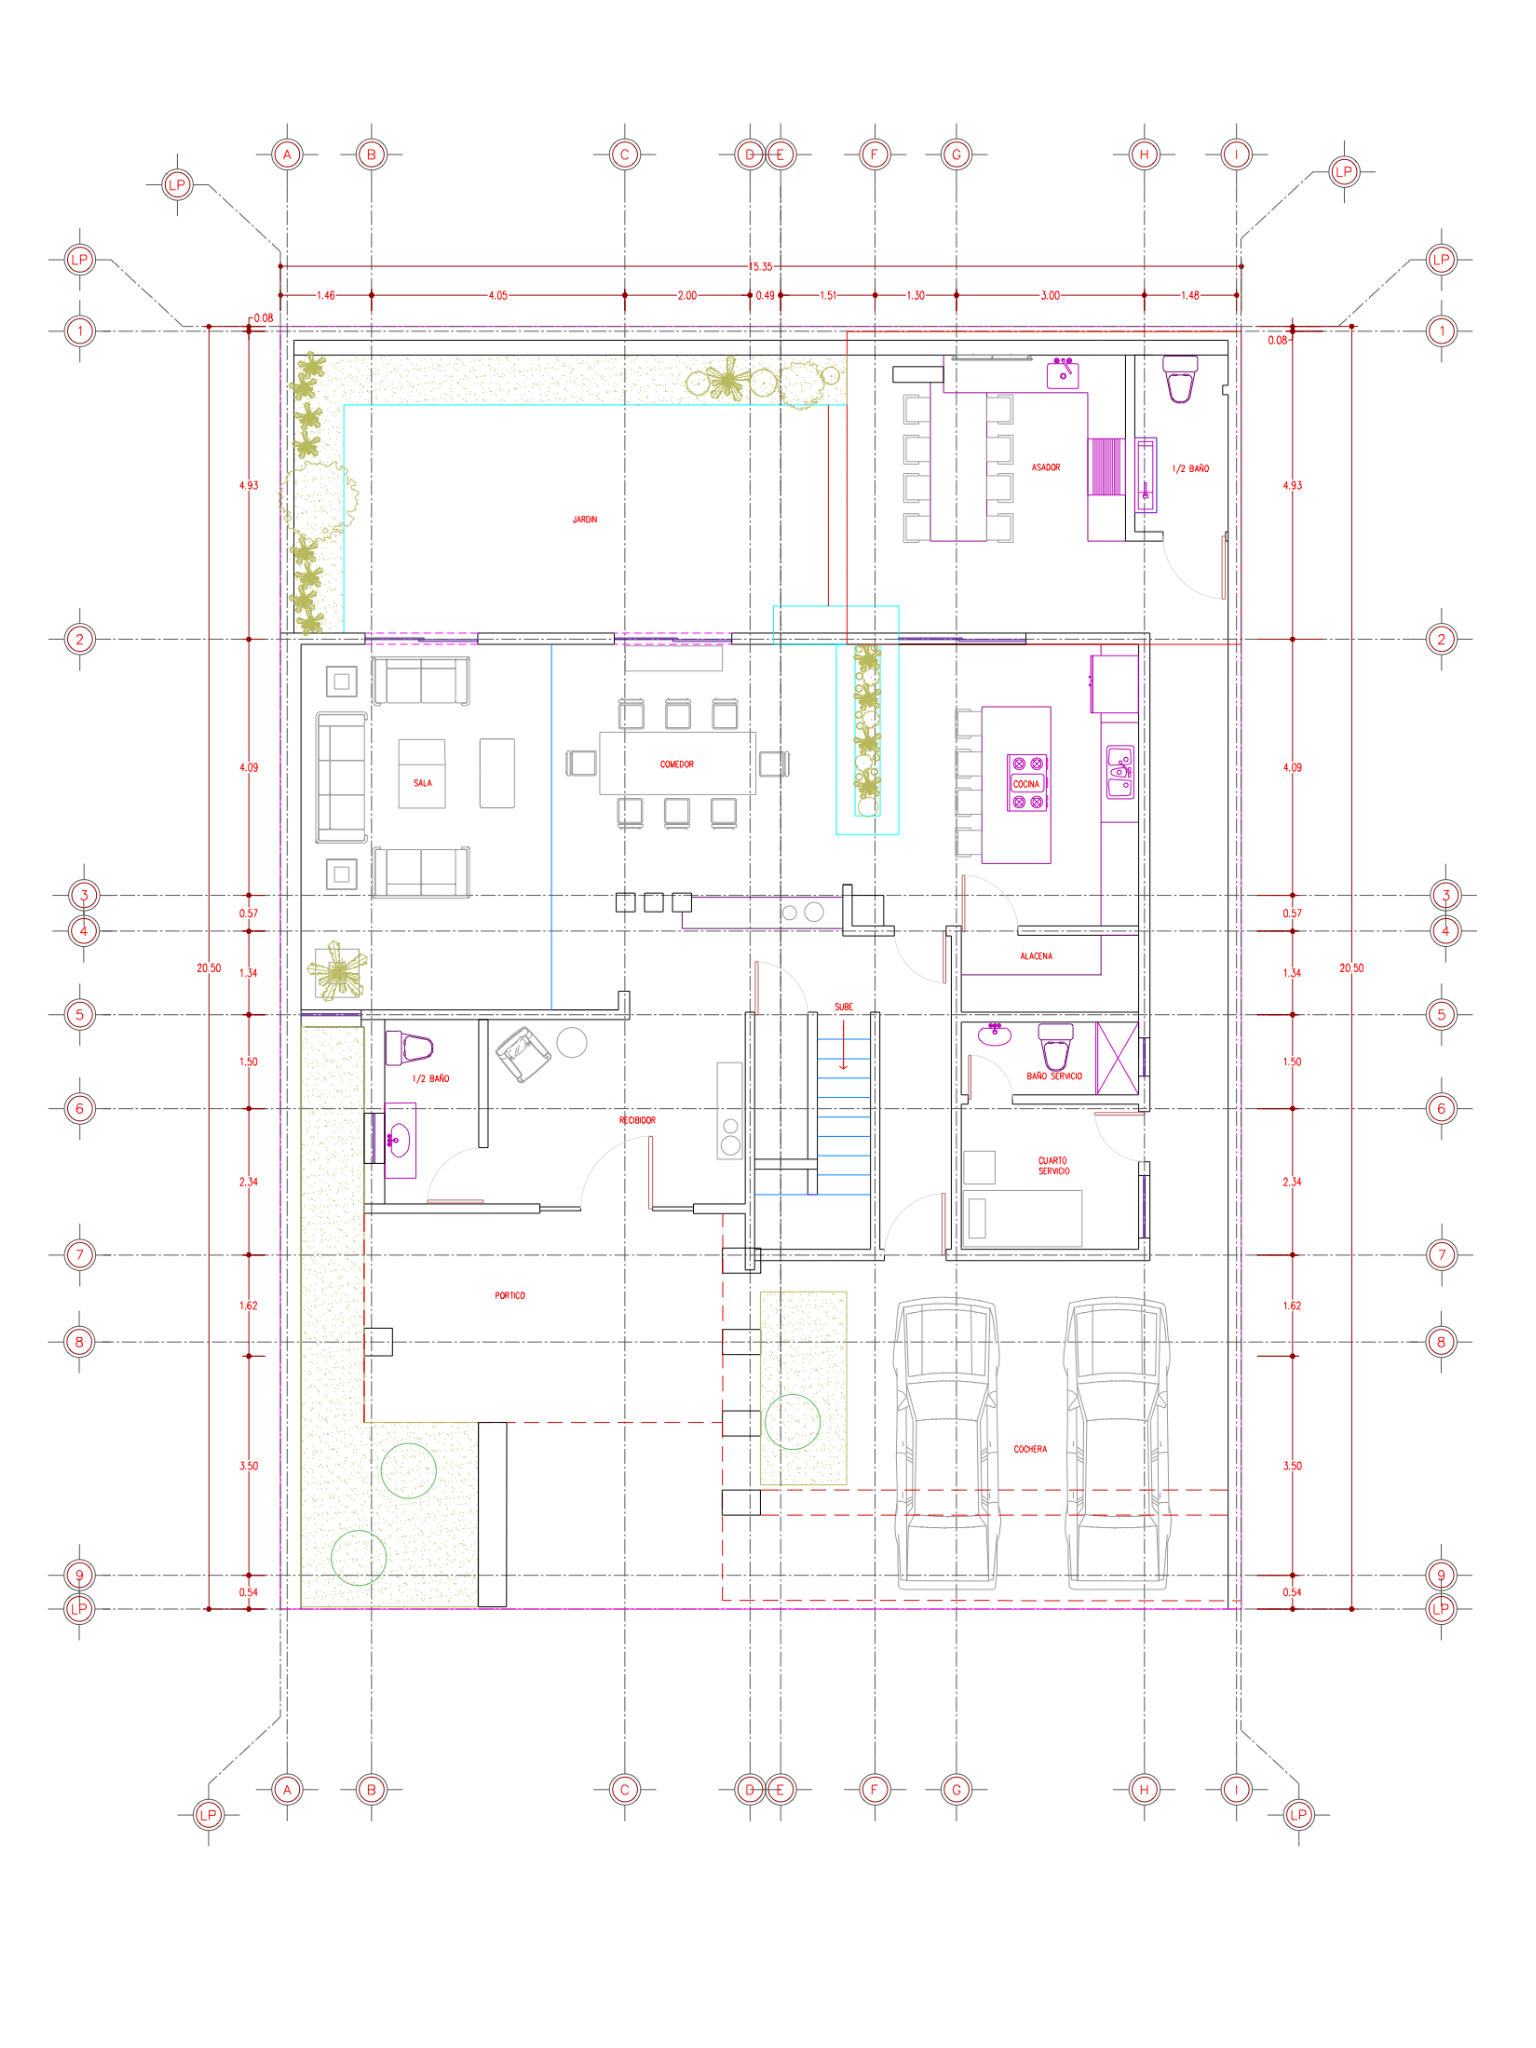 A B C D E F G H I
LP LP
LP LP
15.35
1.46 4.05 2.00 0.49 1.51 1.30 3.00 1.48
0.08
1 1
0.08
ASADOR 1/2 BAÑO
4.93 4.93
JARDIN
2 2
COMEDOR
4.09 4.09
SALA COCINA
3 3
0.57 0.57
4 4
ALACENA
20.50 20.50
1.34 1.34
SUBE
5 5
1.50 1.50
1/2 BAÑO BAÑO SERVICIO
6 6
RECIBIDOR
CUARTO
SERVICIO
2.34 2.34
7 7
PORTICO
1.62 1.62
8 8
COCHERA
3.50 3.50
9 9
0.54 0.54
LP LP
A B C D E F G H I
LP LP